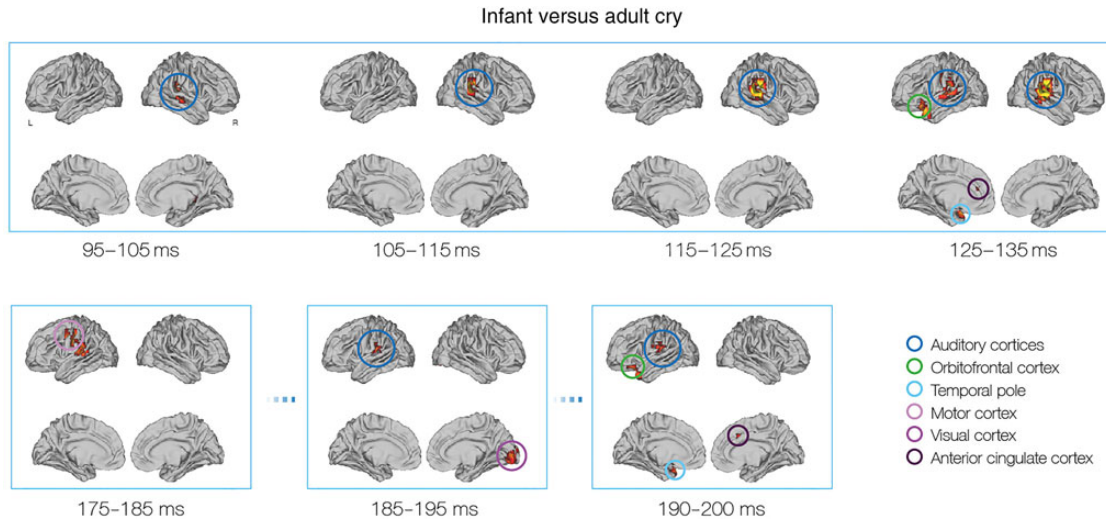 Infant versus adult cry
L
R
95–105 ms
105–115 ms
115–125 ms
125–135 ms
175–185 ms
185–195 ms
190–200 ms
Auditory cortices
Orbitofrontal cortex
Temporal pole
Motor cortex
Visual cortex
Anterior cingulate cortex